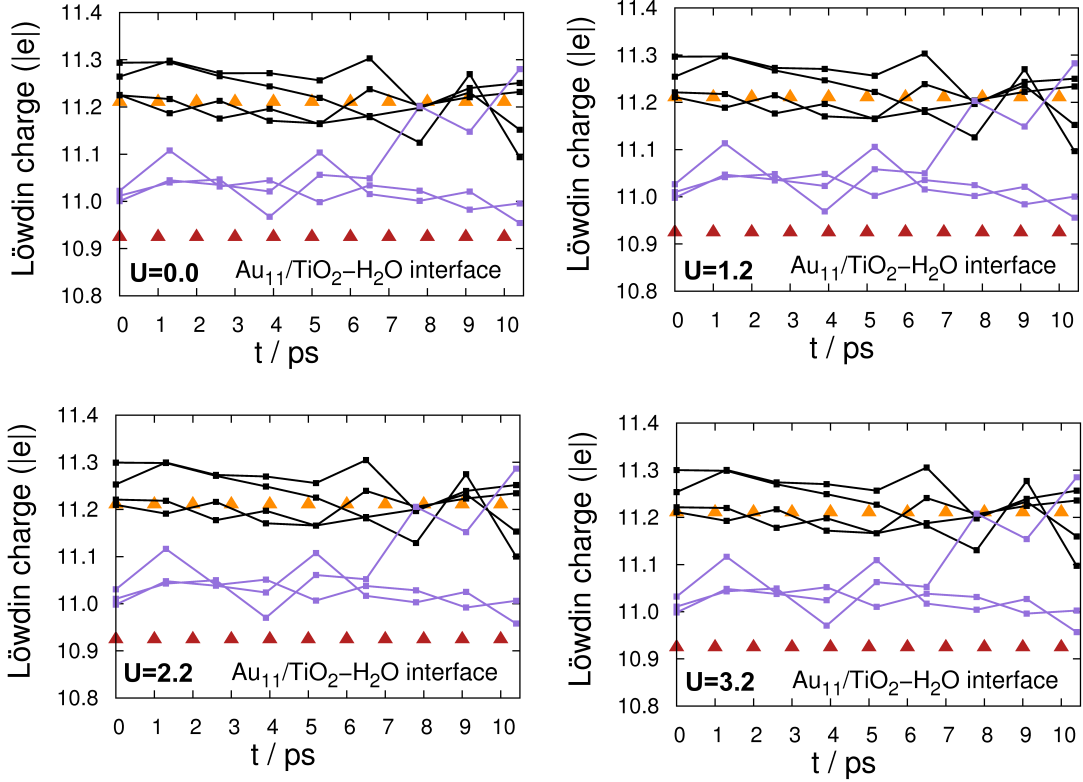 11.4
11.3
11.2
11.1
11.0
10.9
10.8
Löwdin charge (|e|)
U=0.0 Au11/TiO2–H2O interface
0 1 2 3 4 5 6 7 8 9 10
t / ps
11.4
11.3
11.2
11.1
11.0
10.9
10.8
Löwdin charge (|e|)
U=1.2 Au11/TiO2–H2O interface
0 1 2 3 4 5 6 7 8 9 10
t / ps
11.4
11.3
11.2
11.1
11.0
10.9
10.8
Löwdin charge (|e|)
U=2.2 Au11/TiO2–H2O interface
0 1 2 3 4 5 6 7 8 9 10
t / ps
11.4
11.3
11.2
11.1
11.0
10.9
10.8
Löwdin charge (|e|)
U=3.2 Au11/TiO2–H2O interface
0 1 2 3 4 5 6 7 8 9 10
t / ps